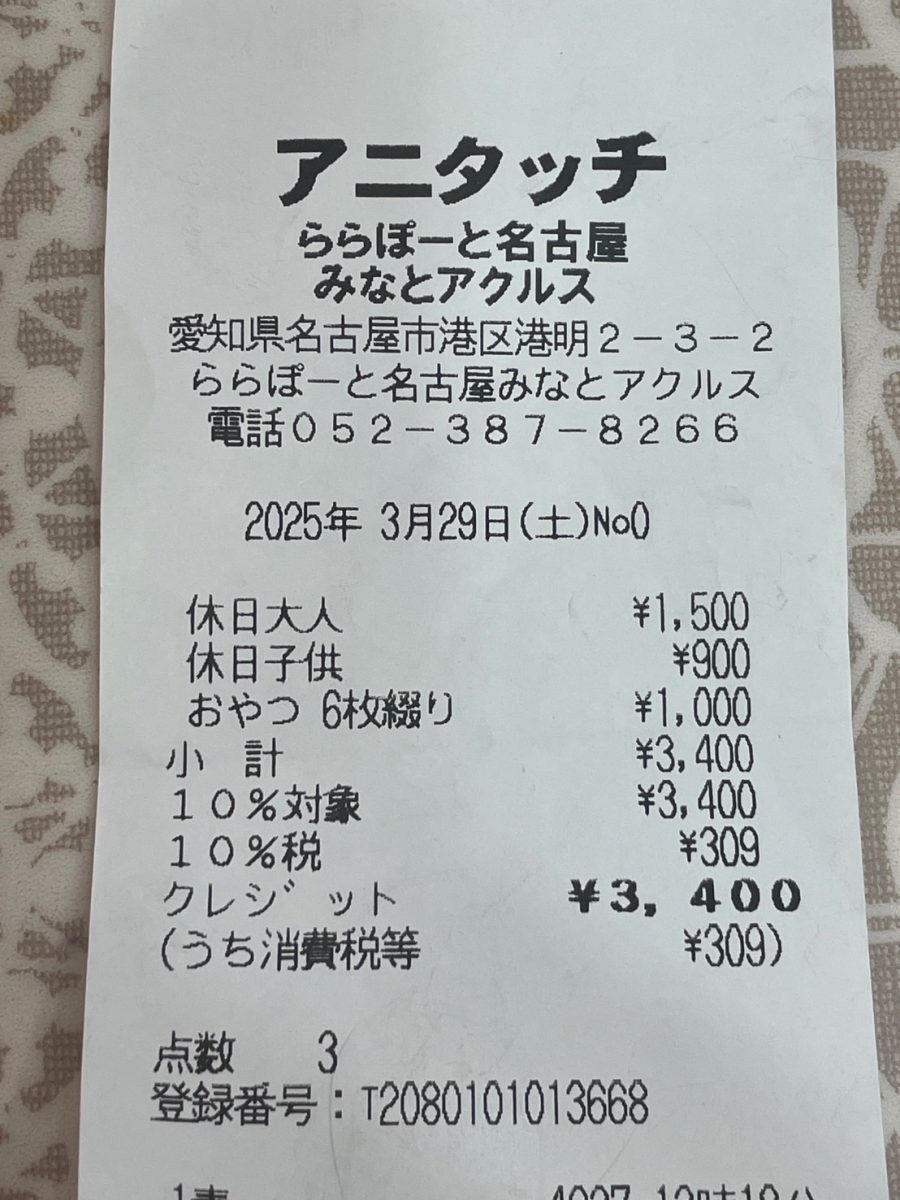 アニタッチ
ららぽーと名古屋
みなとアクルス
愛知県名古屋市港区港明２－３－２
ららぽーと名古屋みなとアクルス
電話０５２－３８７－８２６６
2025年 3月29日(土)No0
休日大人 ¥1,500
休日子供 ¥900
おやつ 6枚綴り ¥1,000
小　計 ¥3,400
１０％対象 ¥3,400
１０％税 ¥309
クレジット ¥3,400
(うち消費税等 ¥309)
点数 3
登録番号：T2080101013668